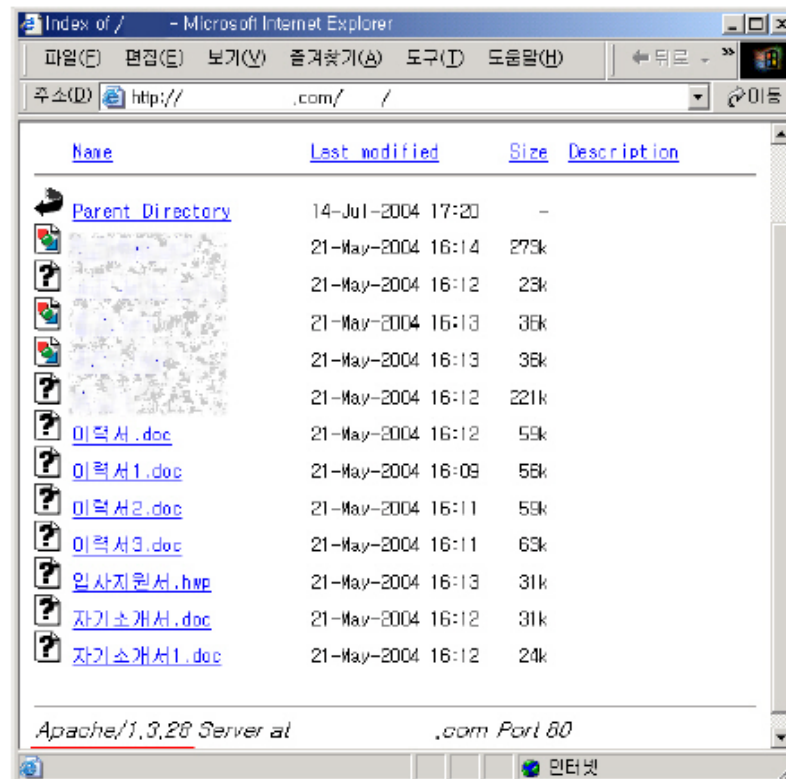 Index of / - Microsoft Internet Explorer
파일(F) 편집(E) 보기(V) 즐겨찾기(A) 도구(T) 도움말(H) 뒤로 »
주소(D) http:// .com/ / 이동
Name Last modified Size Description
Parent Directory 14-Jul-2004 17:20 -
21-May-2004 16:14 273k
21-May-2004 16:12 23k
21-May-2004 16:13 36k
21-May-2004 16:13 36k
21-May-2004 16:12 221k
이력서.doc 21-May-2004 16:12 59k
이력서1.doc 21-May-2004 16:09 56k
이력서2.doc 21-May-2004 16:11 59k
이력서3.doc 21-May-2004 16:11 63k
입사지원서.hwp 21-May-2004 16:13 31k
자기소개서.doc 21-May-2004 16:12 31k
자기소개서1.doc 21-May-2004 16:12 24k
Apache/1.3.28 Server at .com Port 80
인터넷